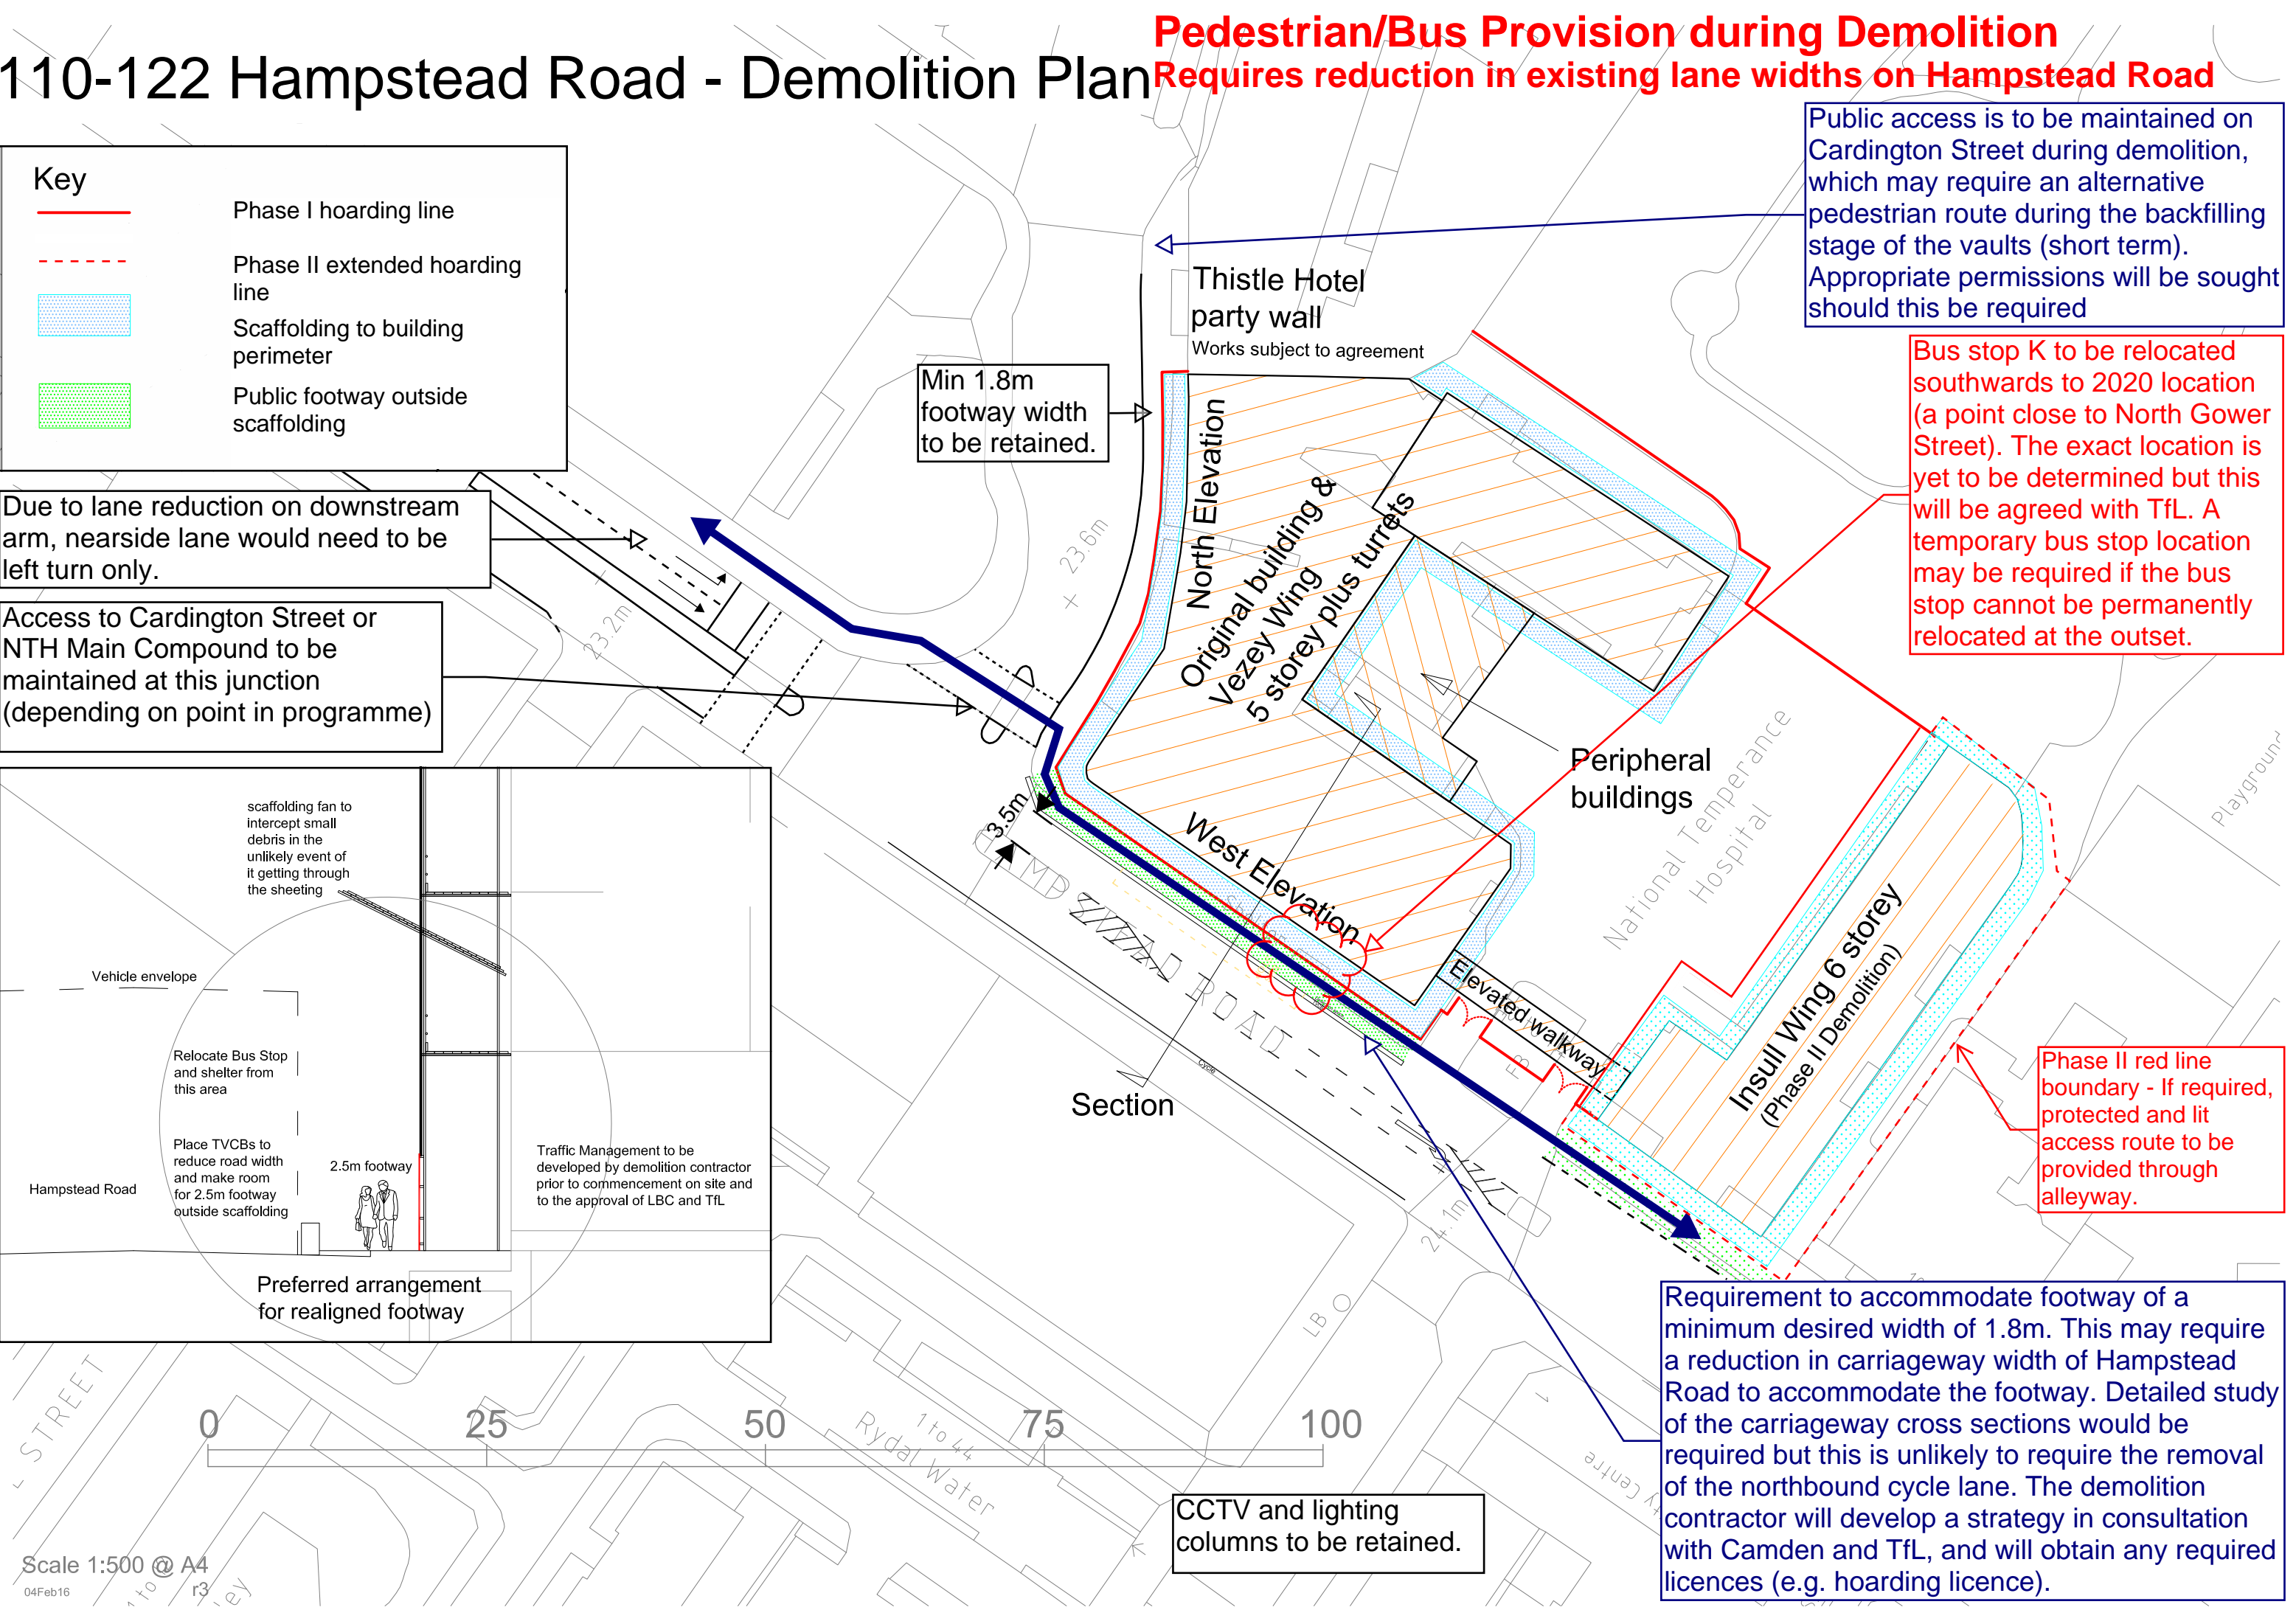 110-122 Hampstead Road - Demolition Plan
Pedestrian/Bus Provision during Demolition
Requires reduction in existing lane widths on Hampstead Road
Key
Phase I hoarding line
Phase II extended hoarding
line
Scaffolding to building
perimeter
Public footway outside
scaffolding
Public access is to be maintained on
Cardington Street during demolition,
which may require an alternative
pedestrian route during the backfilling
stage of the vaults (short term).
Appropriate permissions will be sought
should this be required
Thistle Hotel
party wall
Works subject to agreement
Min 1.8m
footway width
to be retained.
Bus stop K to be relocated
southwards to 2020 location
(a point close to North Gower
Street). The exact location is
yet to be determined but this
will be agreed with TfL. A
temporary bus stop location
may be required if the bus
stop cannot be permanently
relocated at the outset.
Due to lane reduction on downstream
arm, nearside lane would need to be
left turn only.
Access to Cardington Street or
NTH Main Compound to be
maintained at this junction
(depending on point in programme)
North Elevation
Original building &
Vezey Wing
5 storey plus turrets
23.6m
23.2m
Peripheral
buildings
National Temperance
Hospital
Playground
3.5m
West Elevation
HAMPSTEAD ROAD
Elevated walkway
Insull Wing 6 storey
(Phase II Demolition)
FB
Cycle
Section
24.1m
LB
scaffolding fan to
intercept small
debris in the
unlikely event of
it getting through
the sheeting
Vehicle envelope
Relocate Bus Stop
and shelter from
this area
Place TVCBs to
reduce road width
and make room
for 2.5m footway
outside scaffolding
2.5m footway
Hampstead Road
Traffic Management to be
developed by demolition contractor
prior to commencement on site and
to the approval of LBC and TfL
Preferred arrangement
for realigned footway
Phase II red line
boundary - If required,
protected and lit
access route to be
provided through
alleyway.
Requirement to accommodate footway of a
minimum desired width of 1.8m. This may require
a reduction in carriageway width of Hampstead
Road to accommodate the footway. Detailed study
of the carriageway cross sections would be
required but this is unlikely to require the removal
of the northbound cycle lane. The demolition
contractor will develop a strategy in consultation
with Camden and TfL, and will obtain any required
licences (e.g. hoarding licence).
0 25 50 75 100
STREET
1 to 44
Rydal Water
Centre
CCTV and lighting
columns to be retained.
Scale 1:500 @ A4
04Feb16 r3
1 to